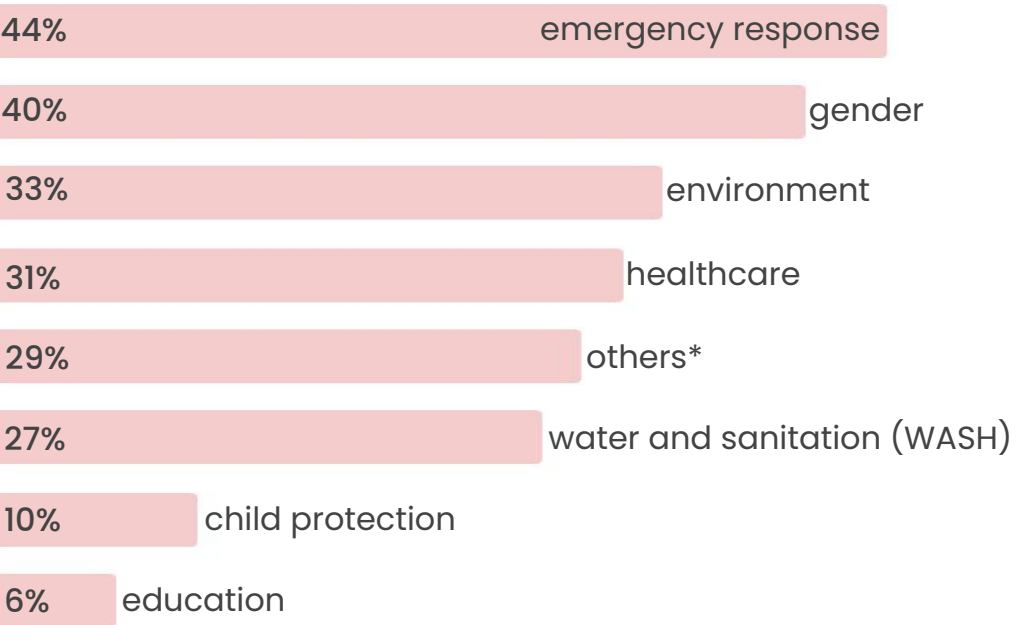 44% emergency response
40% gender
33% environment
31% healthcare
29% others*
27% water and sanitation (WASH)
10% child protection
6% education